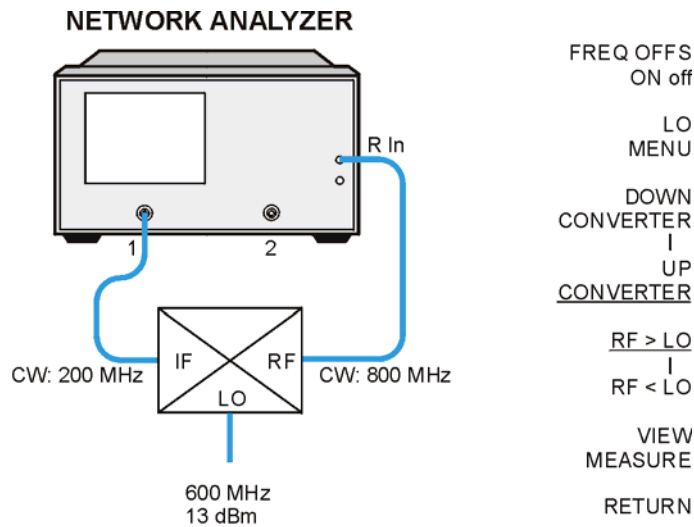 NETWORK ANALYZER
R In
1
2
IF
RF
LO
CW: 200 MHz
CW: 800 MHz
600 MHz
13 dBm
FREQ OFFS
ON off
LO
MENU
DOWN
CONVERTER
UP
CONVERTER
RF > LO
RF < LO
VIEW
MEASURE
RETURN